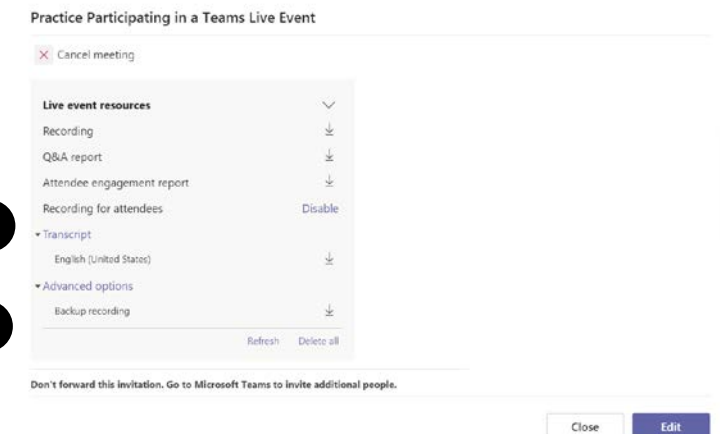 Practice Participating in a Teams Live Event
Cancel meeting
Live event resources
Recording
Q&A report
Attendee engagement report
Recording for attendees Disable
Transcript
English (United States)
Advanced options
Backup recording
Refresh Delete all
Don't forward this invitation. Go to Microsoft Teams to invite additional people.
Close Edit